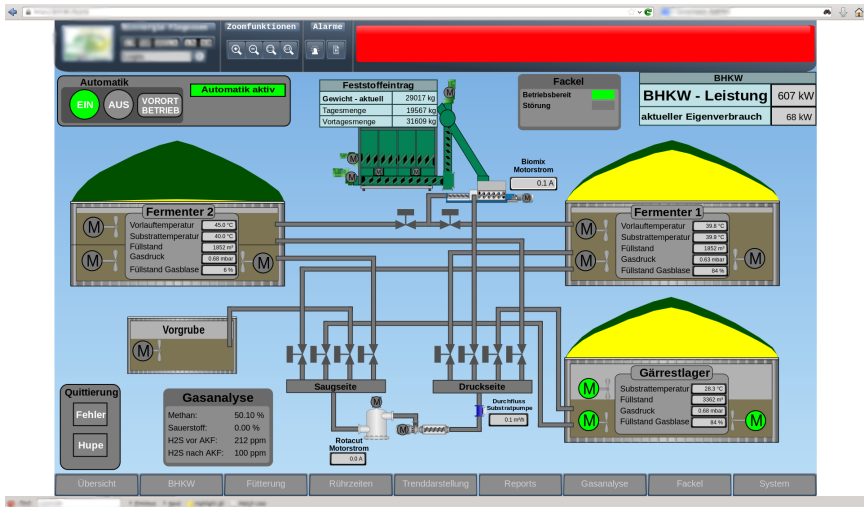 Zoomfunktionen
Alarme
Automatik
EIN
AUS
VORORT
BETRIEB
Automatik aktiv
Feststoffeintrag
Gewicht - aktuell 29017 kg
Tagesmenge 19567 kg
Vortagesmenge 31609 kg
Fackel
Betriebsbereit
Störung
BHKW
BHKW - Leistung 607 kW
aktueller Eigenverbrauch 68 kW
M
M
M
M
M
Biomix
Motorstrom
0.1 A
M
Fermenter 2
Vorlauftemperatur 45.0 °C
Substrattemperatur 40.0 °C
Füllstand 1852 m³
Gasdruck 0.68 mbar
Füllstand Gasblase 6 %
M
M
M
Fermenter 1
Vorlauftemperatur 39.8 °C
Substrattemperatur 39.9 °C
Füllstand 1852 m³
Gasdruck 0.63 mbar
Füllstand Gasblase 84 %
M
M
M
Vorgrube
M
Saugseite
Druckseite
Gärrestlager
Substrattemperatur 28.3 °C
Füllstand 3362 m³
Gasdruck 0.68 mbar
Füllstand Gasblase 84 %
M
M
M
Quittierung
Fehler
Hupe
Gasanalyse
Methan: 50.10 %
Sauerstoff: 0.00 %
H2S vor AKF: 212 ppm
H2S nach AKF: 100 ppm
M
M
Rotacut
Motorstrom
0.0 A
Durchfluss
Substratpumpe
0.1 m³/h
Übersicht
BHKW
Fütterung
Rührzeiten
Trenddarstellung
Reports
Gasanalyse
Fackel
System